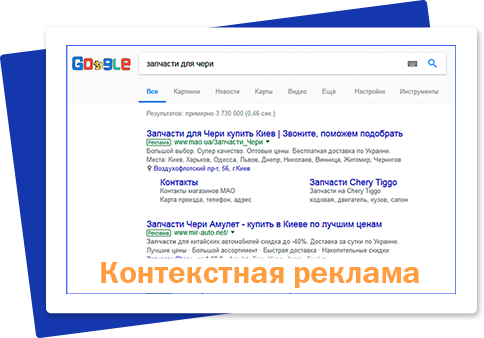 Google
запчасти для чери
Все Картинки Новости Карты Видео Ещё Настройки Инструменты
Результатов: примерно 3 730 000 (0,46 сек.)
Запчасти для Чери купить Киев | Звоните, поможем подобрать
Реклама www.mao.ua/Запчасти_Чери
Большой выбор. Супер качество. Оптовые цены. Бесплатная доставка по Украине.
Места: Киев, Харьков, Одесса, Львов, Днепр, Николаев, Винница, Житомир, Чернигов
Воздухофлотский пр-т, 56, г.Киев
Контакты Запчасти Chery Tiggo
Контакты магазинов МАО Запчасти на Chery Tiggo
Карта проезда, телефон, адрес ходовая, двигатель, кузов, салон
Запчасти Чери Амулет - купить в Киеве по лучшим ценам
Реклама www.mir-auto.net/
Запчасти для китайских автомобилей скидка до -40%. Доставка за сутки по Украине.
Лучшие цены · Большой ассортимент · Быстрая доставка · Накопительные скидки
Контекстная реклама